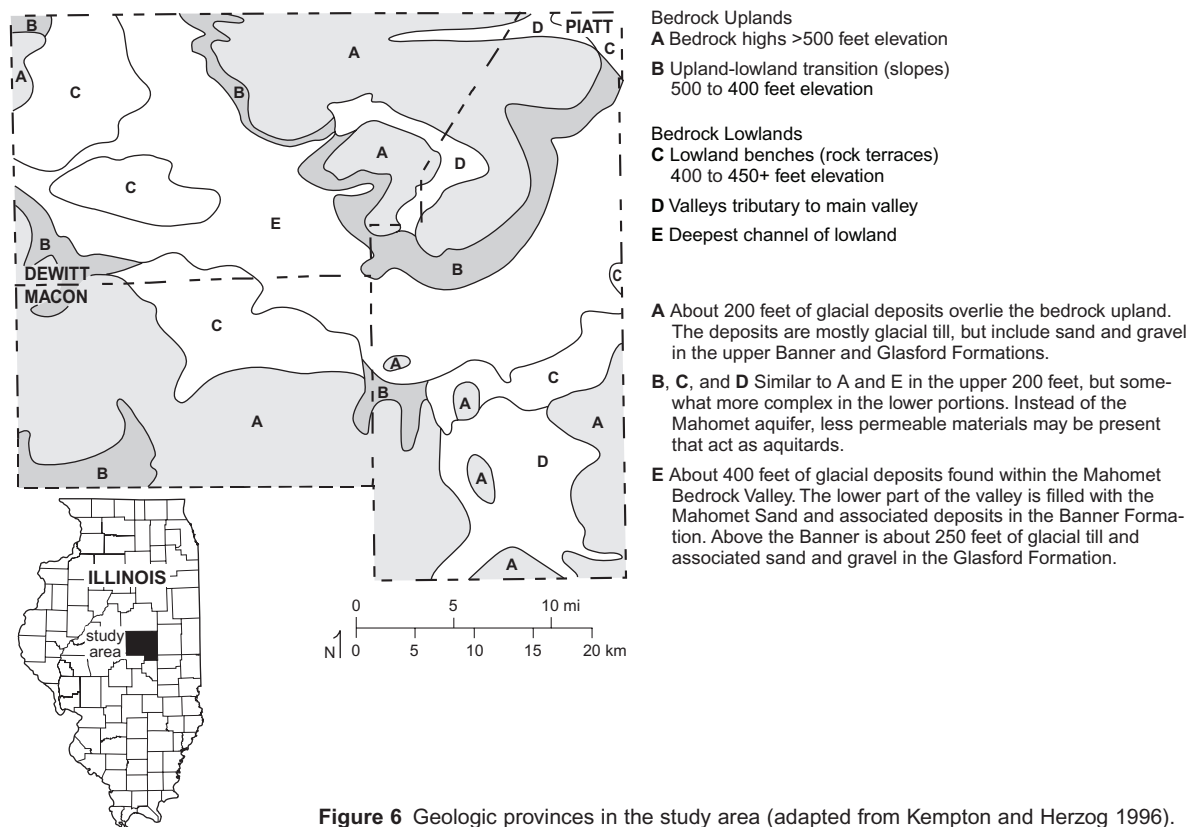 B
D
PIATT
C
A
A
C
B
A
D
C
E
B
DEWITT
MACON
B
C
C
A
C
B
A
A
A
D
B
A
A
ILLINOIS
study
area
0 5 10 mi
N 0 5 10 15 20 km
Bedrock Uplands
A Bedrock highs >500 feet elevation
B Upland-lowland transition (slopes)
500 to 400 feet elevation
Bedrock Lowlands
C Lowland benches (rock terraces)
400 to 450+ feet elevation
D Valleys tributary to main valley
E Deepest channel of lowland
A About 200 feet of glacial deposits overlie the bedrock upland.
The deposits are mostly glacial till, but include sand and gravel
in the upper Banner and Glasford Formations.
B, C, and D Similar to A and E in the upper 200 feet, but some-
what more complex in the lower portions. Instead of the
Mahomet aquifer, less permeable materials may be present
that act as aquitards.
E About 400 feet of glacial deposits found within the Mahomet
Bedrock Valley. The lower part of the valley is filled with the
Mahomet Sand and associated deposits in the Banner Forma-
tion. Above the Banner is about 250 feet of glacial till and
associated sand and gravel in the Glasford Formation.
Figure 6 Geologic provinces in the study area (adapted from Kempton and Herzog 1996).